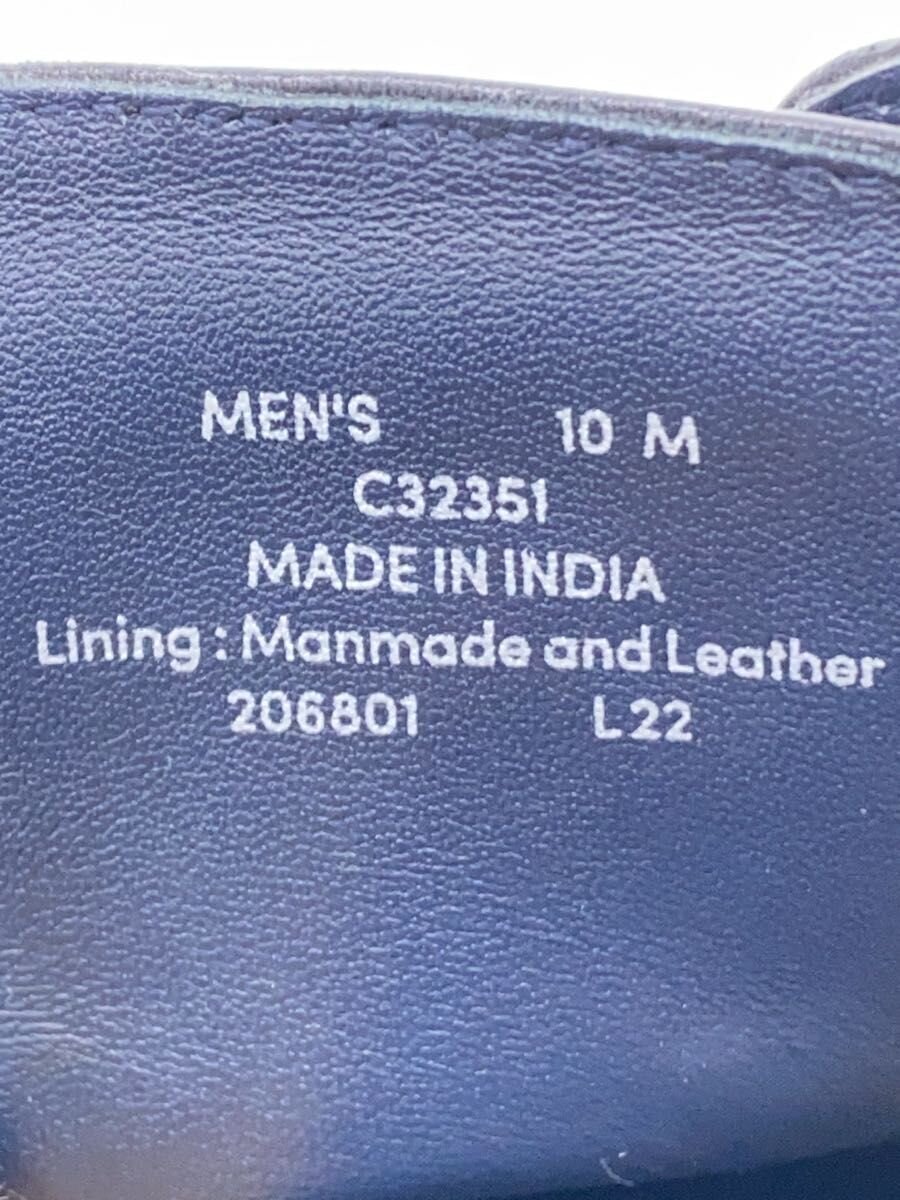 MEN'S 10 M
C32351
MADE IN INDIA
Lining : Manmade and Leather
206801 L22